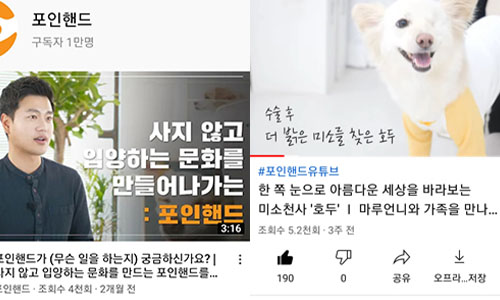 포인핸드
구독자 1만명
사지 않고
입양하는 문화를
만들어나가는
: 포인핸드
3:16
포인핸드가 (무슨 일을 하는지) 궁금하신가요? |
사지 않고 입양하는 문화를 만드는 포인핸드를...
포인핸드 · 조회수 4천회 · 2개월 전
수술 후
더 밝은 미소를 찾은 호두
#포인핸드유튜브
한 쪽 눈으로 아름다운 세상을 바라보는
미소천사 '호두' ㅣ 마루언니와 가족을 만나...
조회수 5.2천회 · 3주 전
190
0
공유
오프라...